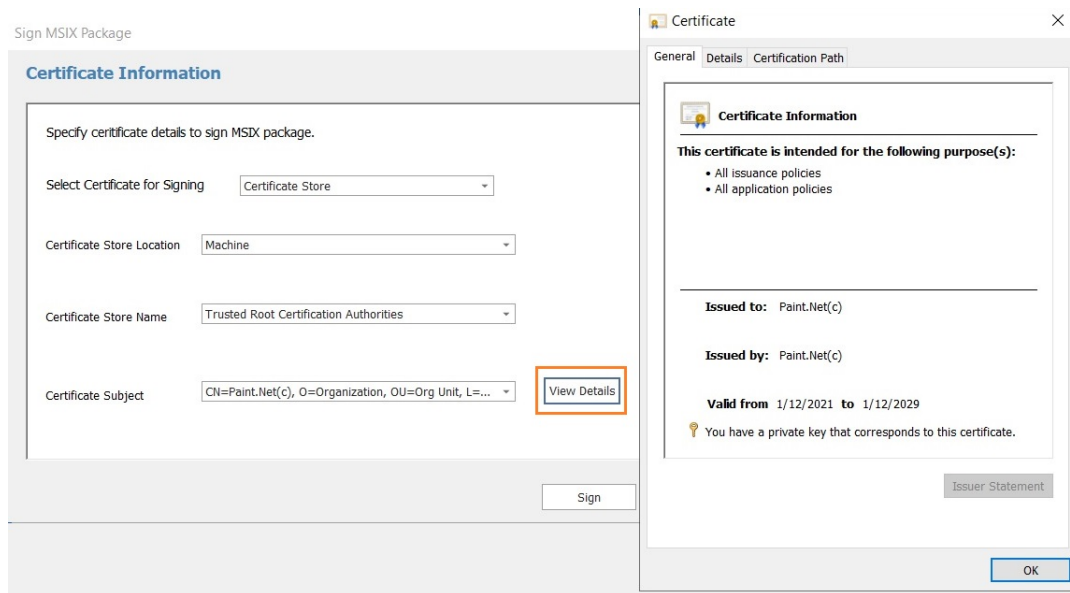 Sign MSIX Package
Certificate Information
Specify ceritificate details to sign MSIX package.
Select Certificate for Signing
Certificate Store
Certificate Store Location
Machine
Certificate Store Name
Trusted Root Certification Authorities
Certificate Subject
CN=Paint.Net(c), O=Organization, OU=Org Unit, L=...
View Details
Sign
Certificate
General Details Certification Path
Certificate Information
This certificate is intended for the following purpose(s):
• All issuance policies
• All application policies
Issued to: Paint.Net(c)
Issued by: Paint.Net(c)
Valid from 1/12/2021 to 1/12/2029
You have a private key that corresponds to this certificate.
Issuer Statement
OK